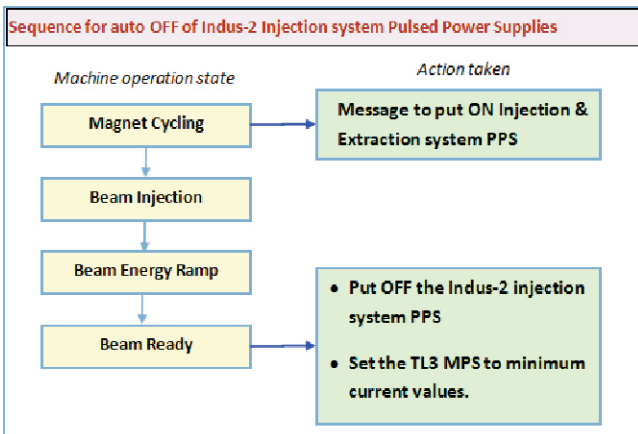 Sequence for auto OFF of Indus-2 Injection system Pulsed Power Supplies
Machine operation state
Action taken
Magnet Cycling
Message to put ON Injection &
Extraction system PPS
Beam Injection
Beam Energy Ramp
Beam Ready
• Put OFF the Indus-2 injection
system PPS
• Set the TL3 MPS to minimum
current values.